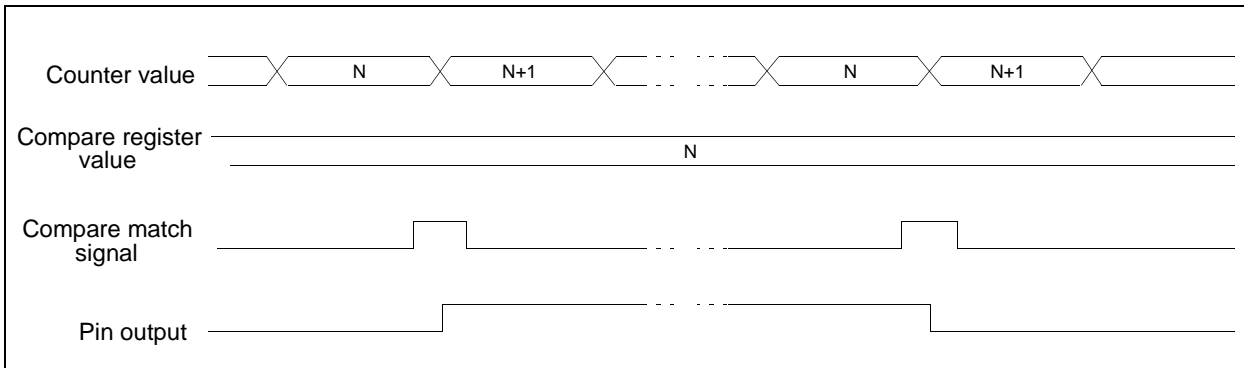 Counter value
N
N+1
N
N+1
Compare register
value
N
Compare match
signal
Pin output